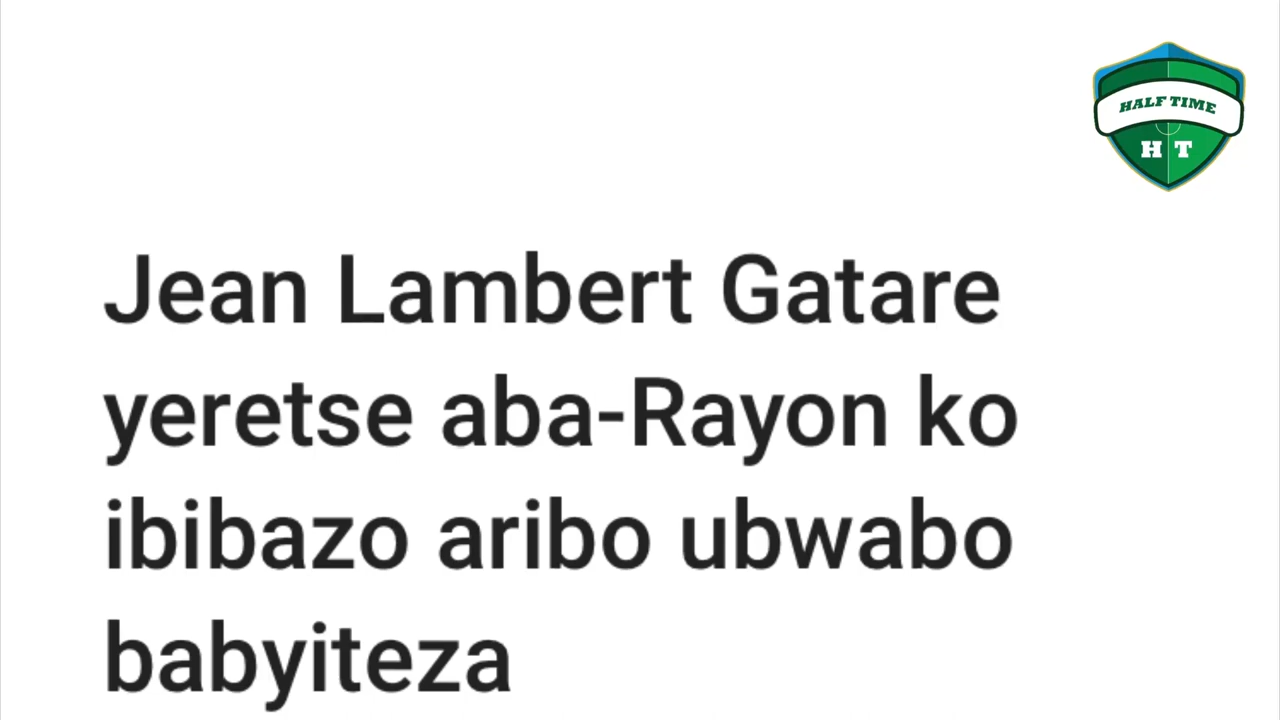 HALF TIME
H T
Jean Lambert Gatare
yeretse aba-Rayon ko
ibibazo aribo ubwabo
babyiteza